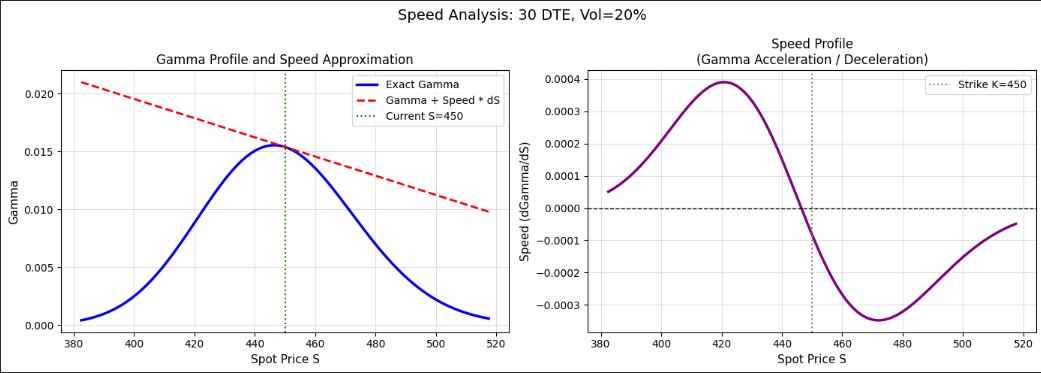 Speed Analysis: 30 DTE, Vol=20%
Gamma Profile and Speed Approximation
Exact Gamma
Gamma + Speed * dS
Current S=450
0.020
0.015
0.010
0.005
0.000
Gamma
380 400 420 440 460 480 500 520
Spot Price S
Speed Profile
(Gamma Acceleration / Deceleration)
Strike K=450
0.0004
0.0003
0.0002
0.0001
0.0000
−0.0001
−0.0002
−0.0003
Speed (dGamma/dS)
380 400 420 440 460 480 500 520
Spot Price S